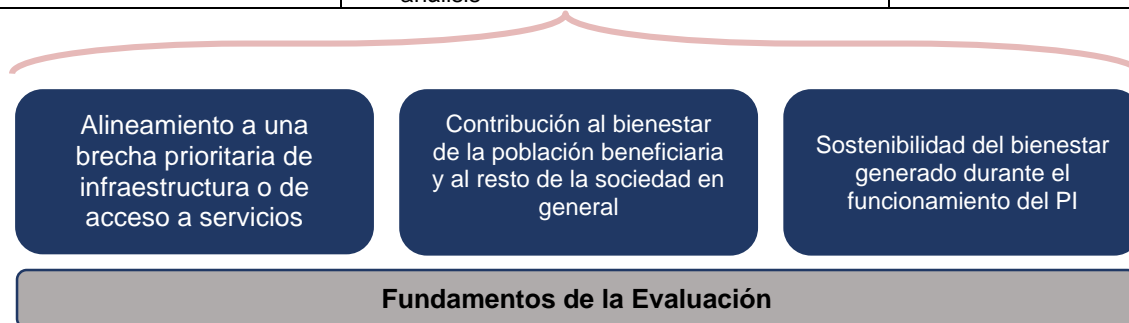 análisis
Alineamiento a una
brecha prioritaria de
infraestructura o de
acceso a servicios
Contribución al bienestar
de la población beneficiaria
y al resto de la sociedad en
general
Sostenibilidad del bienestar
generado durante el
funcionamiento del PI
Fundamentos de la Evaluación